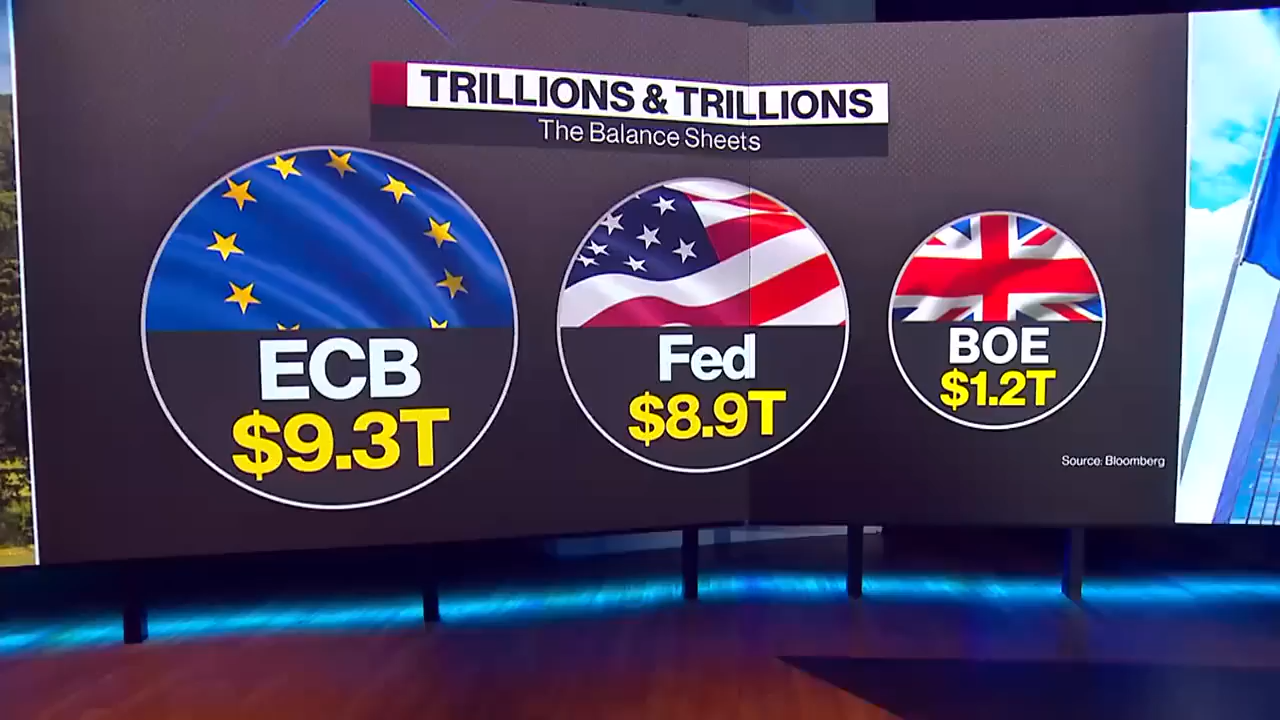 TRILLIONS & TRILLIONS
The Balance Sheets
ECB
$9.3T
Fed
$8.9T
BOE
$1.2T
Source: Bloomberg